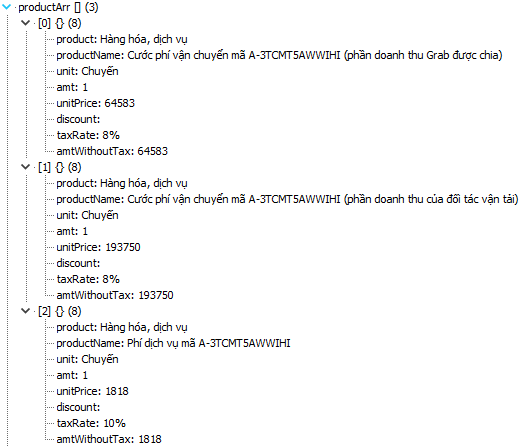 productArr [] (3)
[0] {} (8)
product: Hàng hóa, dịch vụ
productName: Cước phí vận chuyển mã A-3TCMT5AWWIHI (phần doanh thu Grab được chia)
unit: Chuyến
amt: 1
unitPrice: 64583
discount:
taxRate: 8%
amtWithoutTax: 64583
[1] {} (8)
product: Hàng hóa, dịch vụ
productName: Cước phí vận chuyển mã A-3TCMT5AWWIHI (phần doanh thu của đối tác vận tải)
unit: Chuyến
amt: 1
unitPrice: 193750
discount:
taxRate: 8%
amtWithoutTax: 193750
[2] {} (8)
product: Hàng hóa, dịch vụ
productName: Phí dịch vụ mã A-3TCMT5AWWIHI
unit: Chuyến
amt: 1
unitPrice: 1818
discount:
taxRate: 10%
amtWithoutTax: 1818